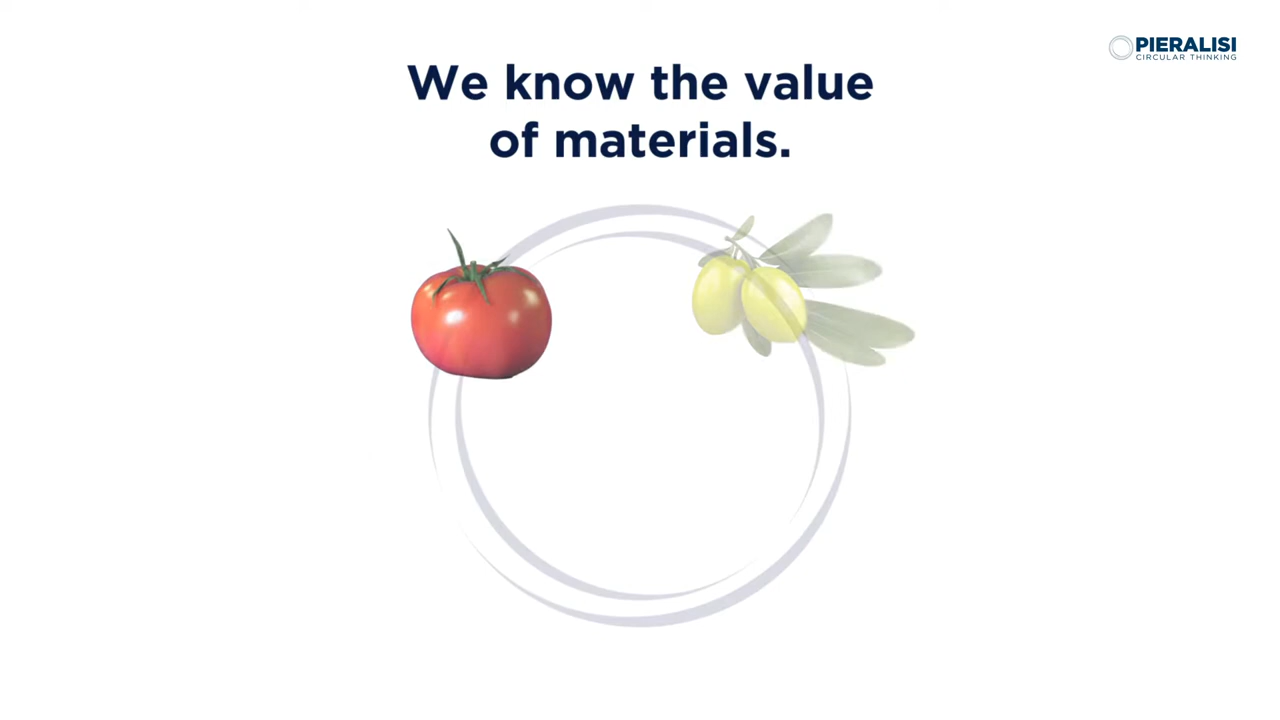 PIERALISI
CIRCULAR THINKING
We know the value
of materials.